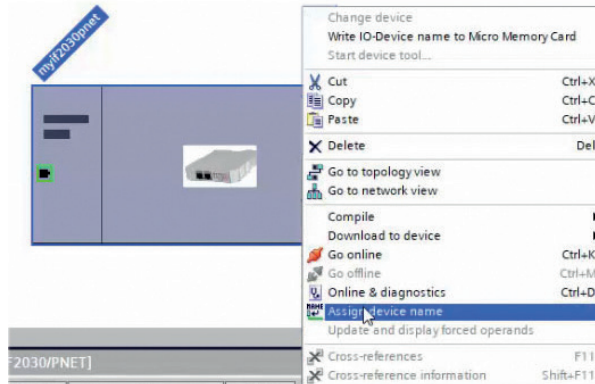 myif2030pnet
Change device
Write IO-Device name to Micro Memory Card
Start device tool...
Cut Ctrl+X
Copy Ctrl+C
Paste Ctrl+V
Delete Del
Go to topology view
Go to network view
Compile
Download to device
Go online Ctrl+K
Go offline Ctrl+M
Online & diagnostics Ctrl+D
Assign device name
Update and display forced operands
F2030/PNET]
Cross-references F11
Cross-reference information Shift+F11